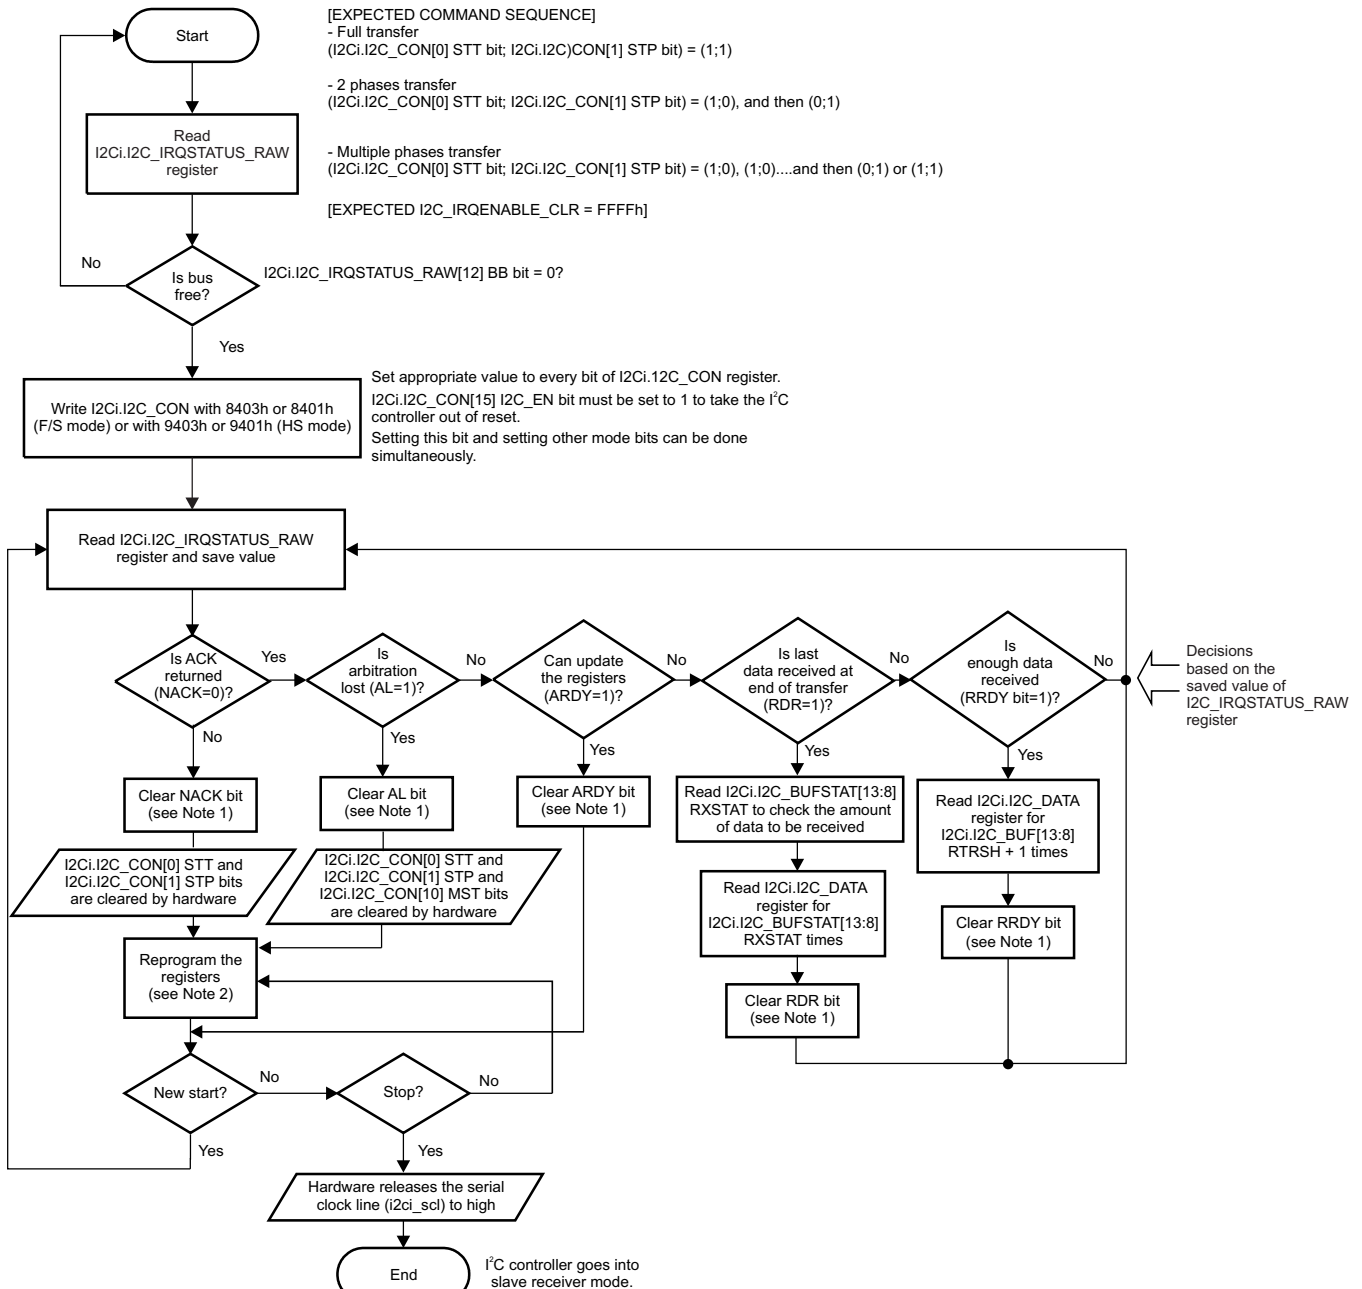 Start
[EXPECTED COMMAND SEQUENCE]
- Full transfer
(I2Ci.I2C_CON[0] STT bit; I2Ci.I2C)CON[1] STP bit) = (1;1)
- 2 phases transfer
(I2Ci.I2C_CON[0] STT bit; I2Ci.I2C_CON[1] STP bit) = (1;0), and then (0;1)
- Multiple phases transfer
(I2Ci.I2C_CON[0] STT bit; I2Ci.I2C_CON[1] STP bit) = (1;0), (1;0)....and then (0;1) or (1;1)
[EXPECTED I2C_IRQENABLE_CLR = FFFFh]
Read
I2Ci.I2C_IRQSTATUS_RAW
register
No
Is bus
free?
I2Ci.I2C_IRQSTATUS_RAW[12] BB bit = 0?
Yes
Write I2Ci.I2C_CON with 8403h or 8401h
(F/S mode) or with 9403h or 9401h (HS mode)
Set appropriate value to every bit of I2Ci.12C_CON register.
I2Ci.I2C_CON[15] I2C_EN bit must be set to 1 to take the I²C
controller out of reset.
Setting this bit and setting other mode bits can be done
simultaneously.
Read I2Ci.I2C_IRQSTATUS_RAW
register and save value
Is ACK
returned
(NACK=0)?
Yes
No
Is
arbitration
lost (AL=1)?
No
Yes
Can update
the registers
(ARDY=1)?
No
Yes
Is last
data received at
end of transfer
(RDR=1)?
No
Yes
Is
enough data
received
(RRDY bit=1)?
No
Yes
Decisions
based on the
saved value of
I2C_IRQSTATUS_RAW
register
Clear NACK bit
(see Note 1)
Clear AL bit
(see Note 1)
Clear ARDY bit
(see Note 1)
Read I2Ci.I2C_BUFSTAT[13:8]
RXSTAT to check the amount
of data to be received
Read I2Ci.I2C_DATA
register for
I2Ci.I2C_BUF[13:8]
RTRSH + 1 times
I2Ci.I2C_CON[0] STT and
I2Ci.I2C_CON[1] STP bits
are cleared by hardware
I2Ci.I2C_CON[0] STT and
I2Ci.I2C_CON[1] STP and
I2Ci.I2C_CON[10] MST bits
are cleared by hardware
Read I2Ci.I2C_DATA
register for
I2Ci.I2C_BUFSTAT[13:8]
RXSTAT times
Clear RRDY bit
(see Note 1)
Reprogram the
registers
(see Note 2)
Clear RDR bit
(see Note 1)
New start?
No
Yes
Stop?
No
Yes
Hardware releases the serial
clock line (i2ci_scl) to high
End
I²C controller goes into
slave receiver mode.